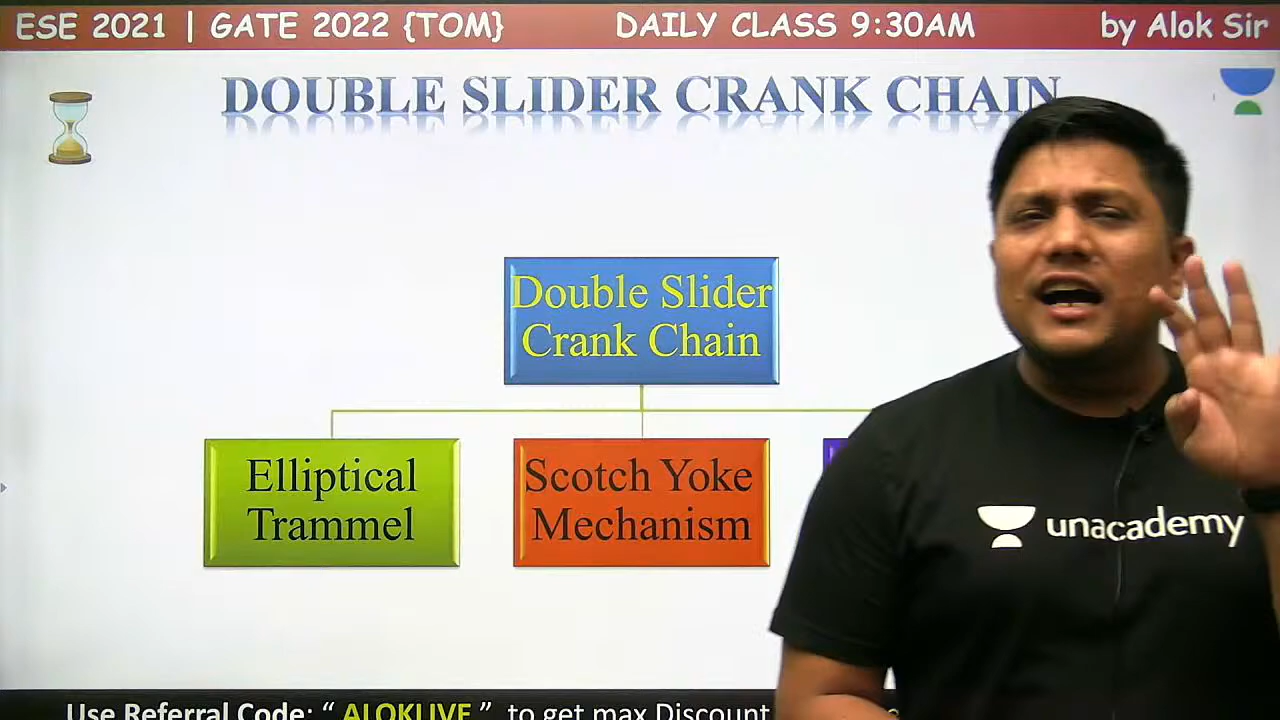 ESE 2021 | GATE 2022 {TOM} DAILY CLASS 9:30AM by Alok Sir
DOUBLE SLIDER CRANK CHAIN
Double Slider
Crank Chain
Elliptical
Trammel
Scotch Yoke
Mechanism
unacademy
Use Referral Code: “ ALOKLIVE ” to get max Discount